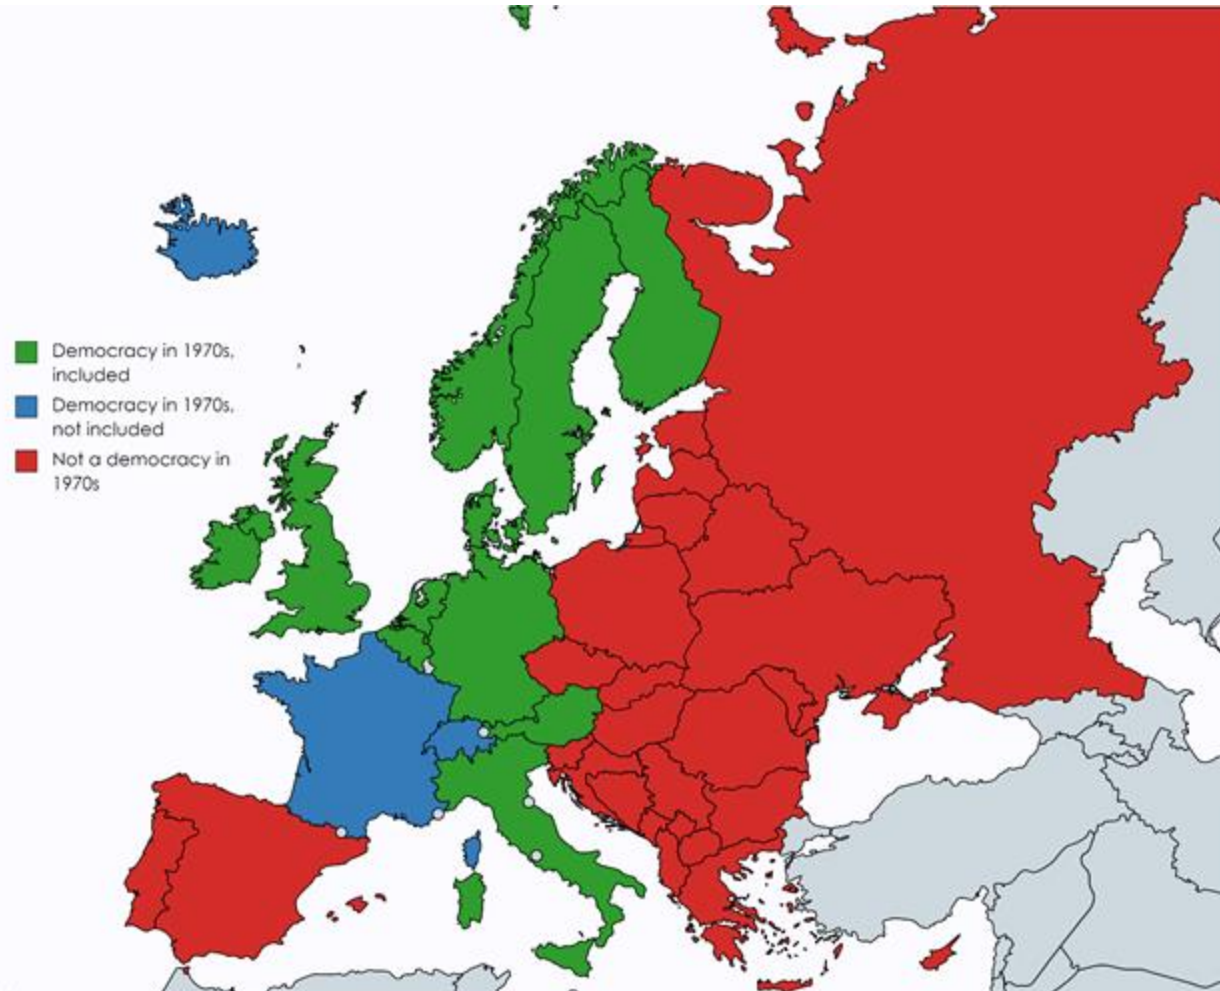 Democracy in 1970s,
included
Democracy in 1970s,
not included
Not a democracy in
1970s